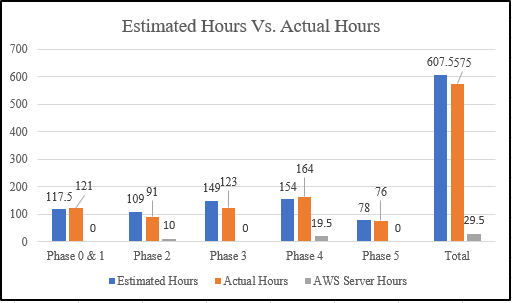 Estimated Hours Vs. Actual Hours
700
600
500
400
300
200
100
0
117.5 121 0
109 91 10
149 123 0
154 164 19.5
78 76 0
607.5 575 29.5
Phase 0 & 1 Phase 2 Phase 3 Phase 4 Phase 5 Total
Estimated Hours Actual Hours AWS Server Hours